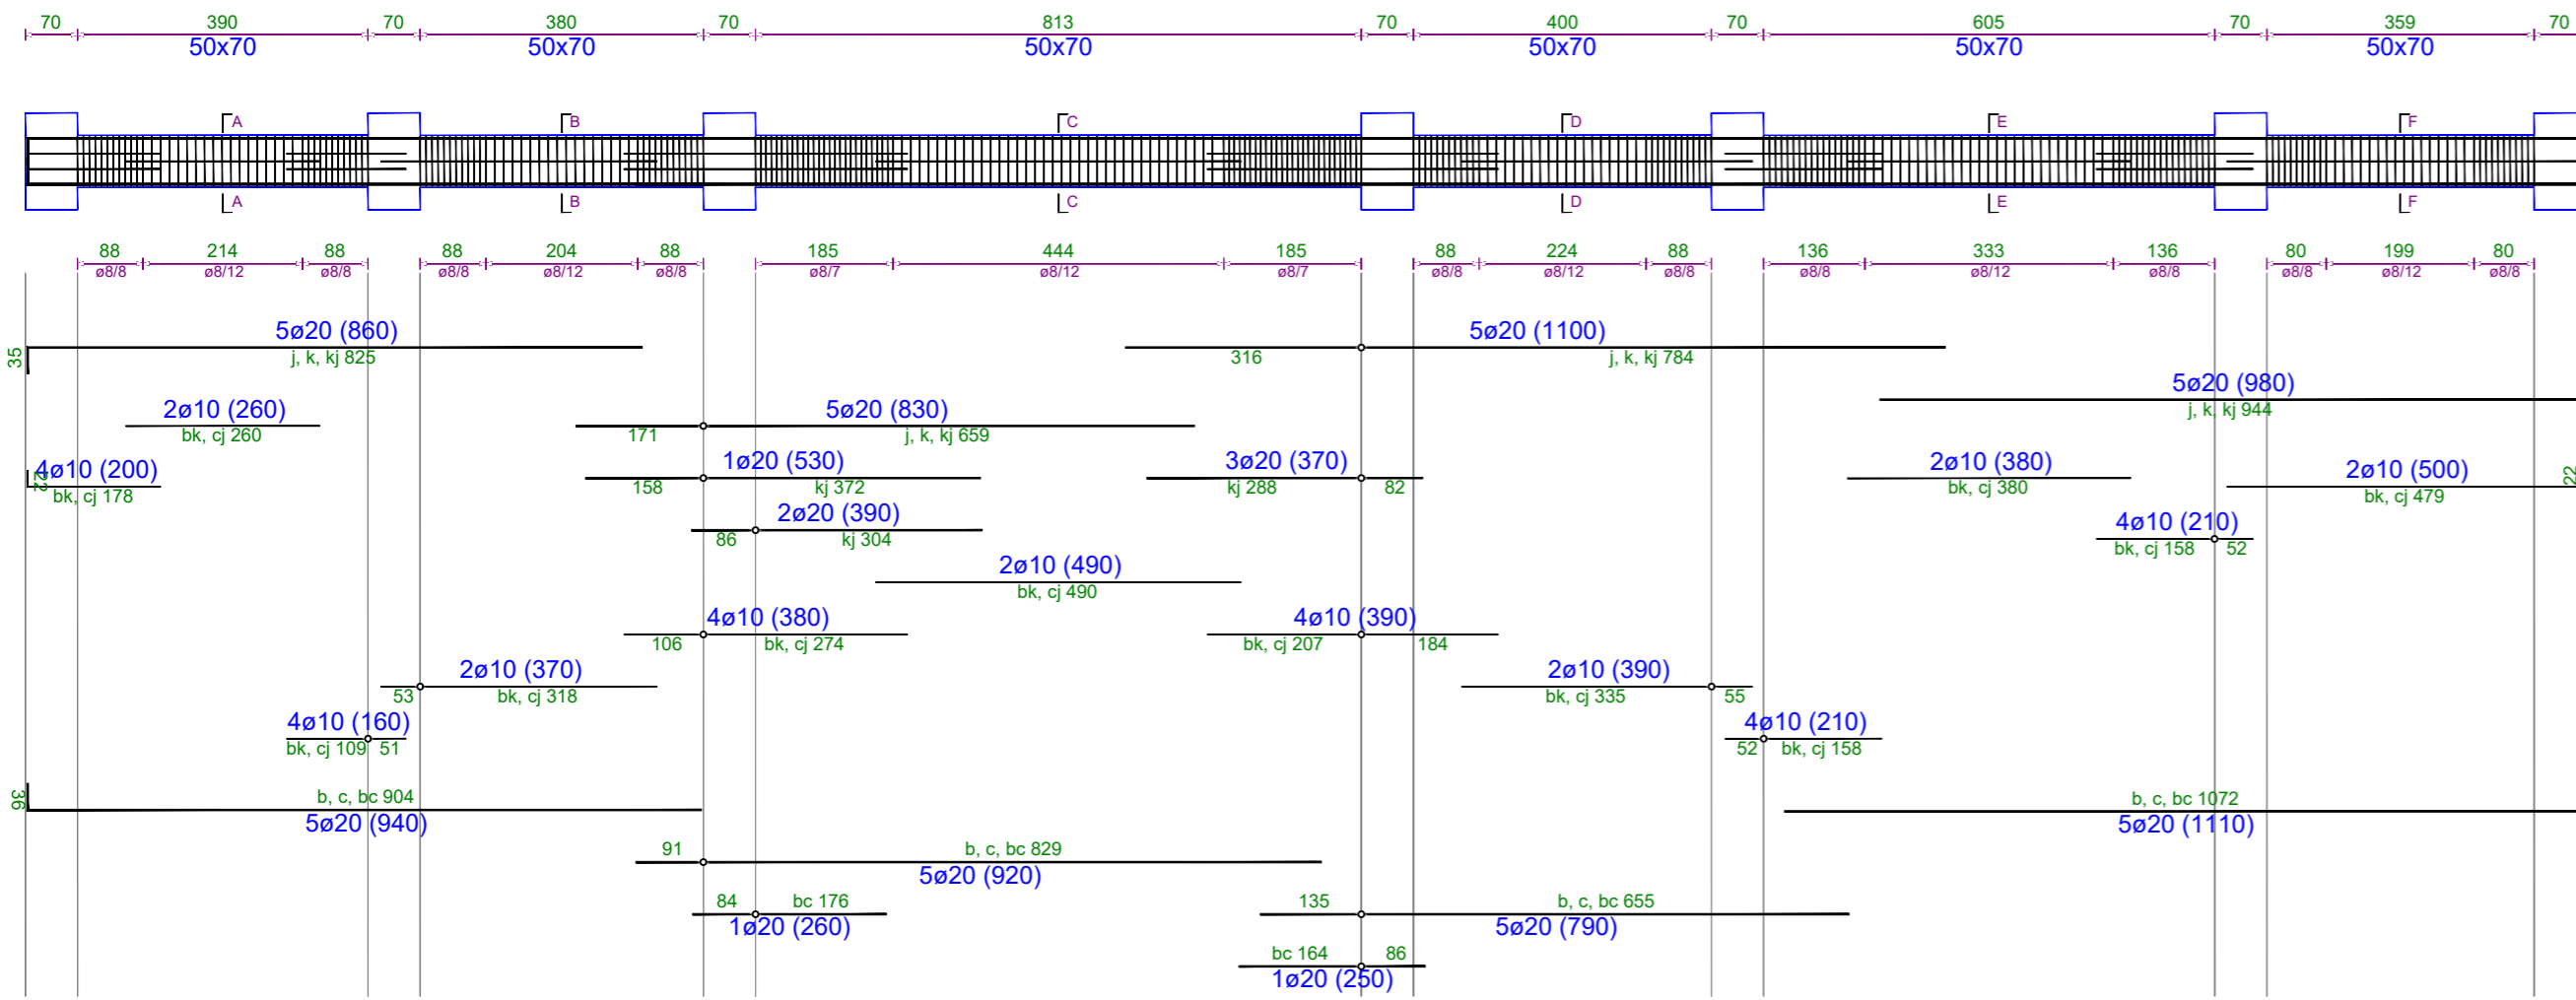 70 390 70 380 70 813 70 400 70 605 70 359 70
50x70 50x70 50x70 50x70 50x70 50x70
A B C D E F
A B C D E F
88 214 88 88 204 88 185 444 185 88 224 88 136 333 136 80 199 80
ø8/8 ø8/12 ø8/8 ø8/8 ø8/12 ø8/8 ø8/7 ø8/12 ø8/7 ø8/8 ø8/12 ø8/8 ø8/8 ø8/12 ø8/8 ø8/8 ø8/12 ø8/8
5ø20 (860) 5ø20 (1100)
35 j, k, kj 825 316 j, k, kj 784
5ø20 (980)
j, k, kj 944
2ø10 (260) 5ø20 (830)
bk, cj 260 171 j, k, kj 659
4ø10 (200) 1ø20 (530) 3ø20 (370) 2ø10 (380) 2ø10 (500)
22 bk, cj 178 158 kj 372 kj 288 82 bk, cj 380 bk, cj 479 22
2ø20 (390) 4ø10 (210)
86 kj 304 bk, cj 158 52
2ø10 (490)
bk, cj 490
4ø10 (380) 4ø10 (390)
106 bk, cj 274 bk, cj 207 184
2ø10 (370) 2ø10 (390)
53 bk, cj 318 bk, cj 335 55
4ø10 (160) 4ø10 (210)
bk, cj 109 51 52 bk, cj 158
36 b, c, bc 904 b, c, bc 1072
5ø20 (940) 5ø20 (1110)
91 b, c, bc 829
5ø20 (920)
84 bc 176 135 b, c, bc 655
1ø20 (260) 5ø20 (790)
bc 164 86
1ø20 (250)